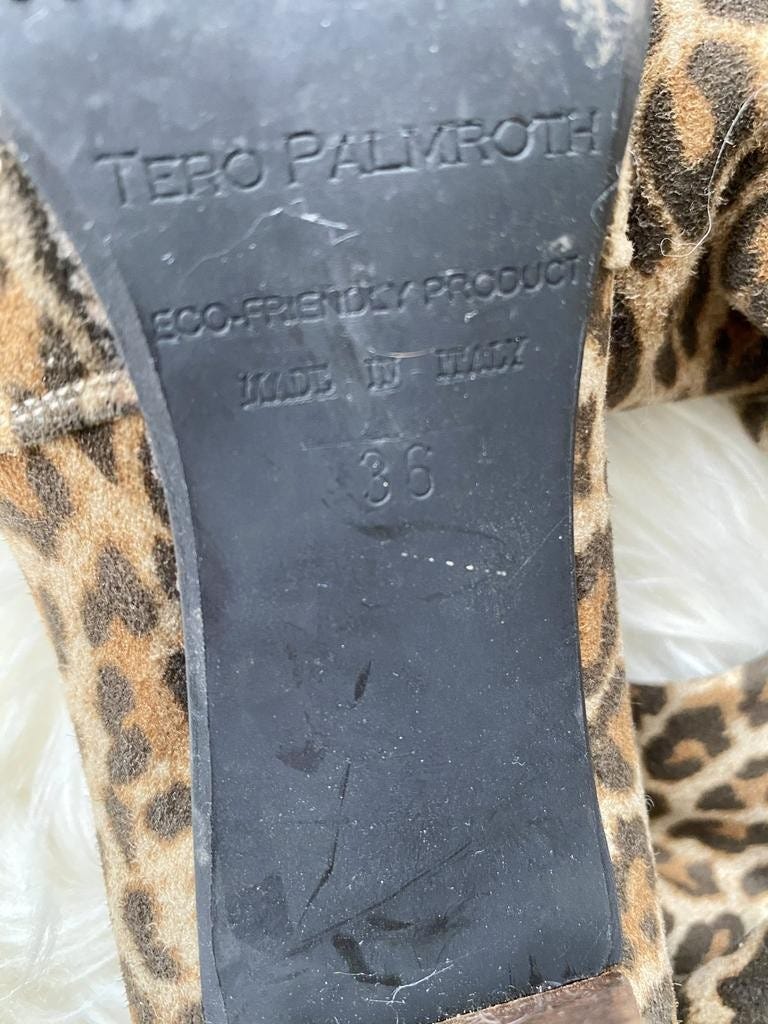 TERO PALMROTH
ECO-FRIENDLY PRODUCT
MADE IN ITALY
36